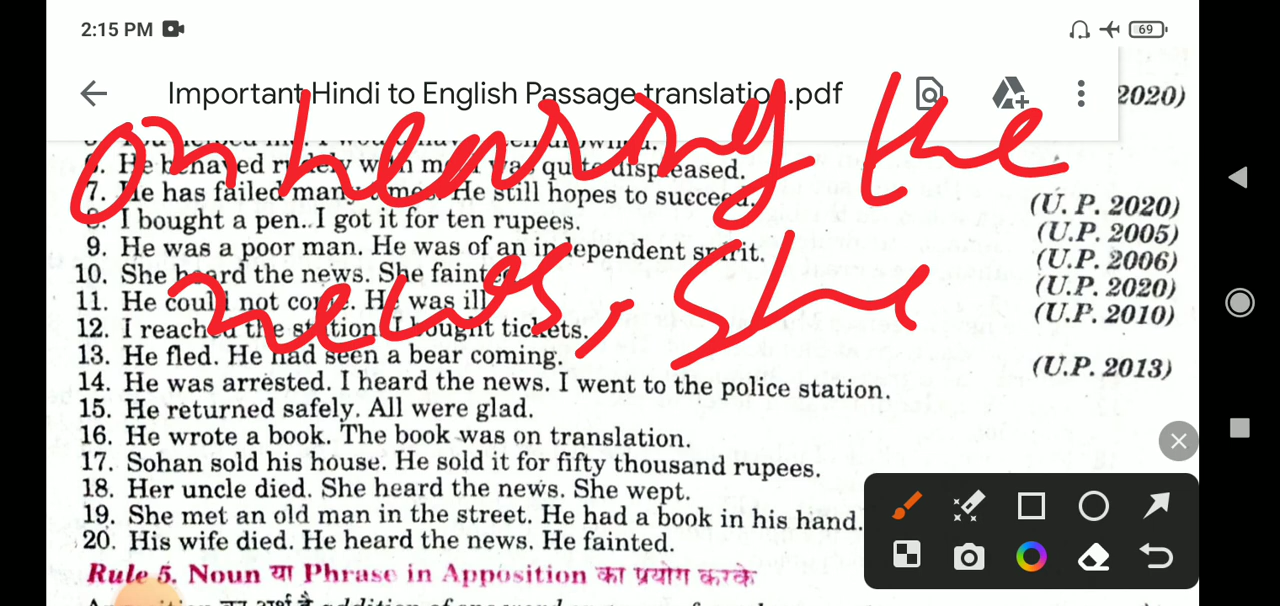 2:15 PM
69
Important Hindi to English Passage translation.pdf
2020)
on hearing the
6. He behaved rudely with me. I was quite displeased.
7. He has failed many times. He still hopes to succeed. (U. P. 2020)
8. I bought a pen.. I got it for ten rupees. (U.P. 2005)
9. He was a poor man. He was of an independent spirit. (U.P. 2006)
10. She heard the news. She fainted. (U.P. 2020)
news, she
11. He could not come. He was ill. (U.P. 2010)
12. I reached the station. I bought tickets.
13. He fled. He had seen a bear coming. (U.P. 2013)
14. He was arrested. I heard the news. I went to the police station.
15. He returned safely. All were glad.
16. He wrote a book. The book was on translation.
17. Sohan sold his house. He sold it for fifty thousand rupees.
18. Her uncle died. She heard the news. She wept.
19. She met an old man in the street. He had a book in his hand.
20. His wife died. He heard the news. He fainted.
Rule 5. Noun या Phrase in Apposition का प्रयोग करके